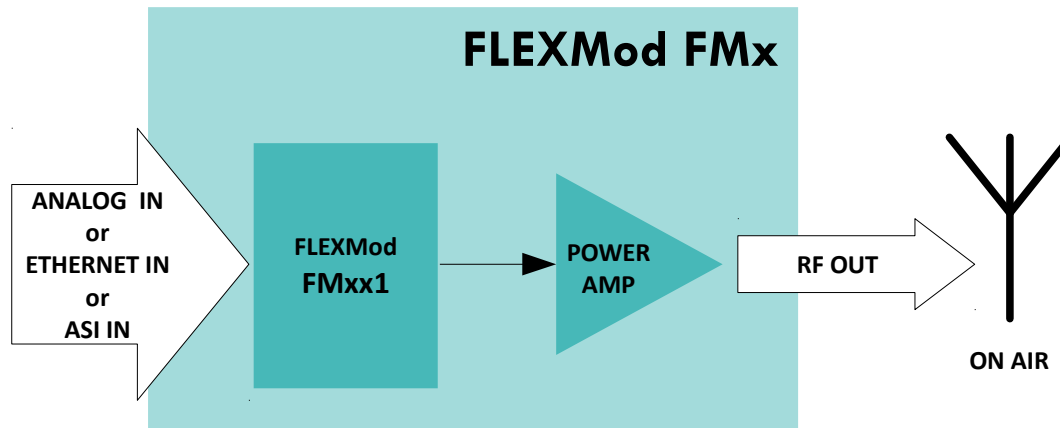 FLEXMod FMx
ANALOG IN
or
ETHERNET IN
or
ASI IN
FLEXMod
FMxx1
POWER
AMP
RF OUT
ON AIR